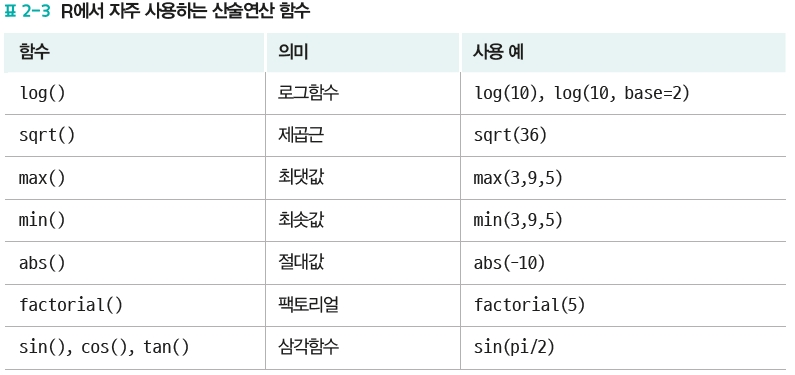 표 2-3 R에서 자주 사용하는 산술연산 함수
함수 의미 사용 예
log() 로그함수 log(10), log(10, base=2)
sqrt() 제곱근 sqrt(36)
max() 최댓값 max(3,9,5)
min() 최솟값 min(3,9,5)
abs() 절대값 abs(-10)
factorial() 팩토리얼 factorial(5)
sin(), cos(), tan() 삼각함수 sin(pi/2)